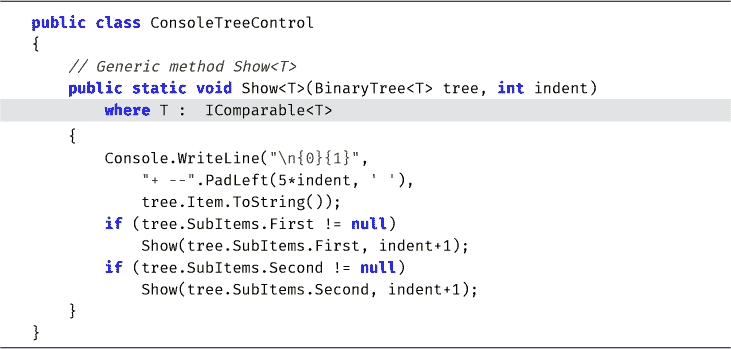 public class ConsoleTreeControl
{
// Generic method Show<T>
public static void Show<T>(BinaryTree<T> tree, int indent)
where T :  IComparable<T>
{
Console.WriteLine("\n{0}{1}",
"+ --".PadLeft(5*indent, ' '),
tree.Item.ToString());
if (tree.SubItems.First != null)
Show(tree.SubItems.First, indent+1);
if (tree.SubItems.Second != null)
Show(tree.SubItems.Second, indent+1);
}
}